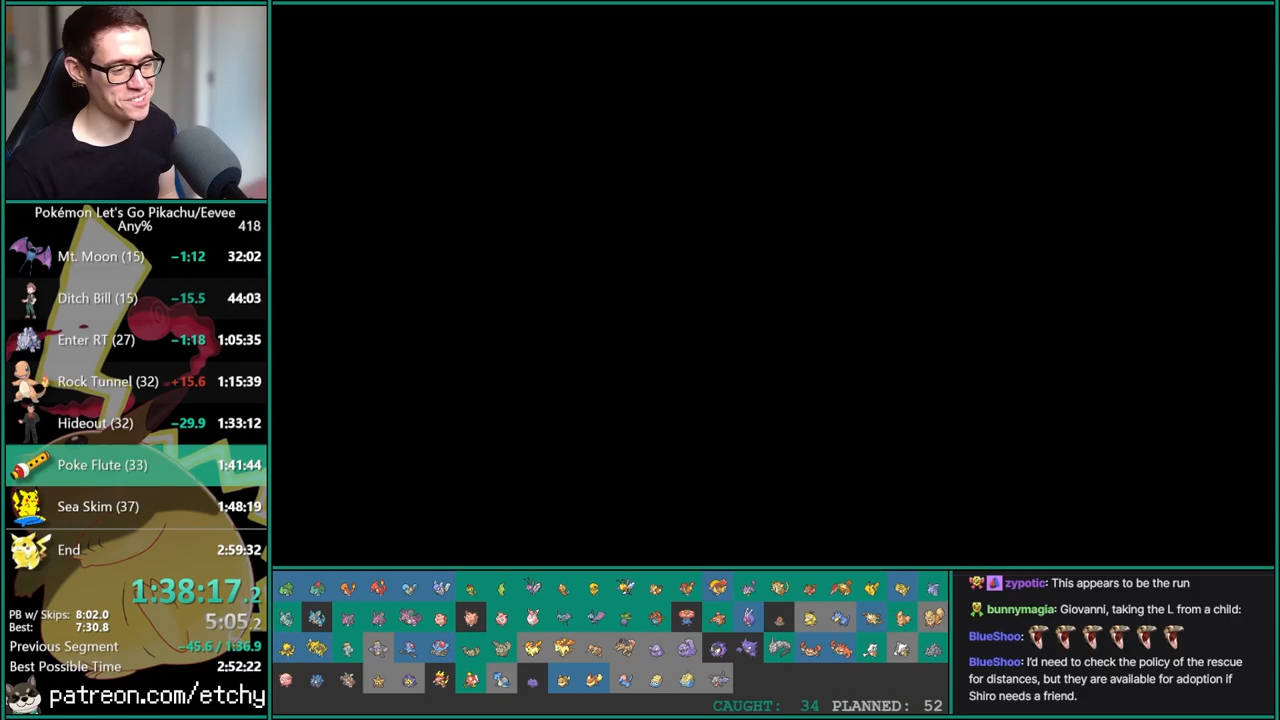 Pokémon Let's Go Pikachu/Eevee
Any% 418
Mt. Moon (15) −1:12 32:02
Ditch Bill (15) −15.5 44:03
Enter RT (27) −1:18 1:05:35
Rock Tunnel (32) +15.6 1:15:39
Hideout (32) −29.9 1:33:12
Poke Flute (33) 1:41:44
Sea Skim (37) 1:48:19
End 2:59:32
1:38:17.2
PB w/ Skips: 8:02.0
Best: 7:30.8
5:05.2
Previous Segment −45.6 / 1:36.9
Best Possible Time 2:52:22
patreon.com/etchy
CAUGHT: 34 PLANNED: 52
zypotic: This appears to be the run
bunnymagia: Giovanni, taking the L from a child:
BlueShoo:
BlueShoo: I'd need to check the policy of the rescue
for distances, but they are available for adoption if
Shiro needs a friend.